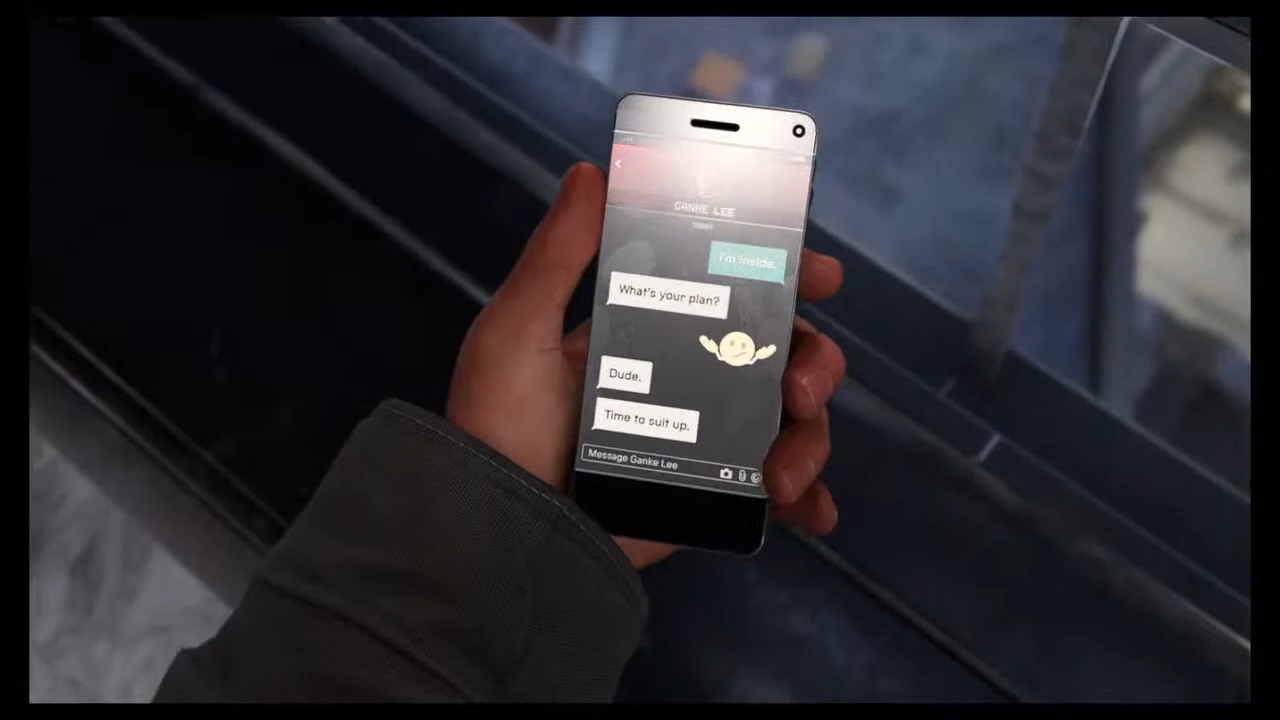 GANKE LEE
I'm inside.
What's your plan?
Dude.
Time to suit up.
Message Ganke Lee